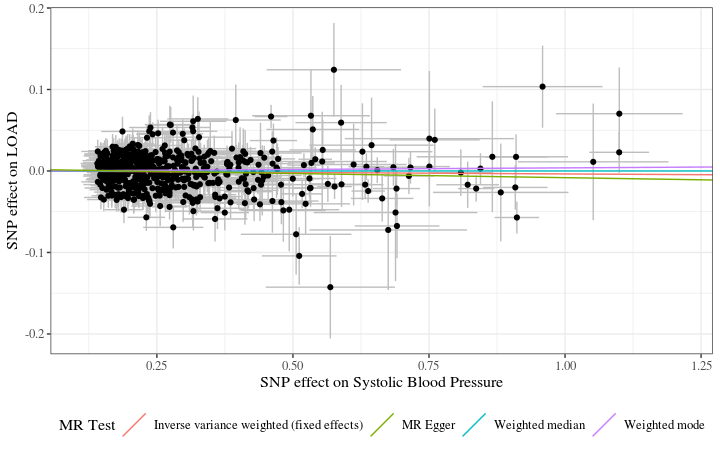 0.2
0.1
0.0
-0.1
-0.2
SNP effect on LOAD
0.25
0.50
0.75
1.00
1.25
SNP effect on Systolic Blood Pressure
MR Test
Inverse variance weighted (fixed effects)
MR Egger
Weighted median
Weighted mode